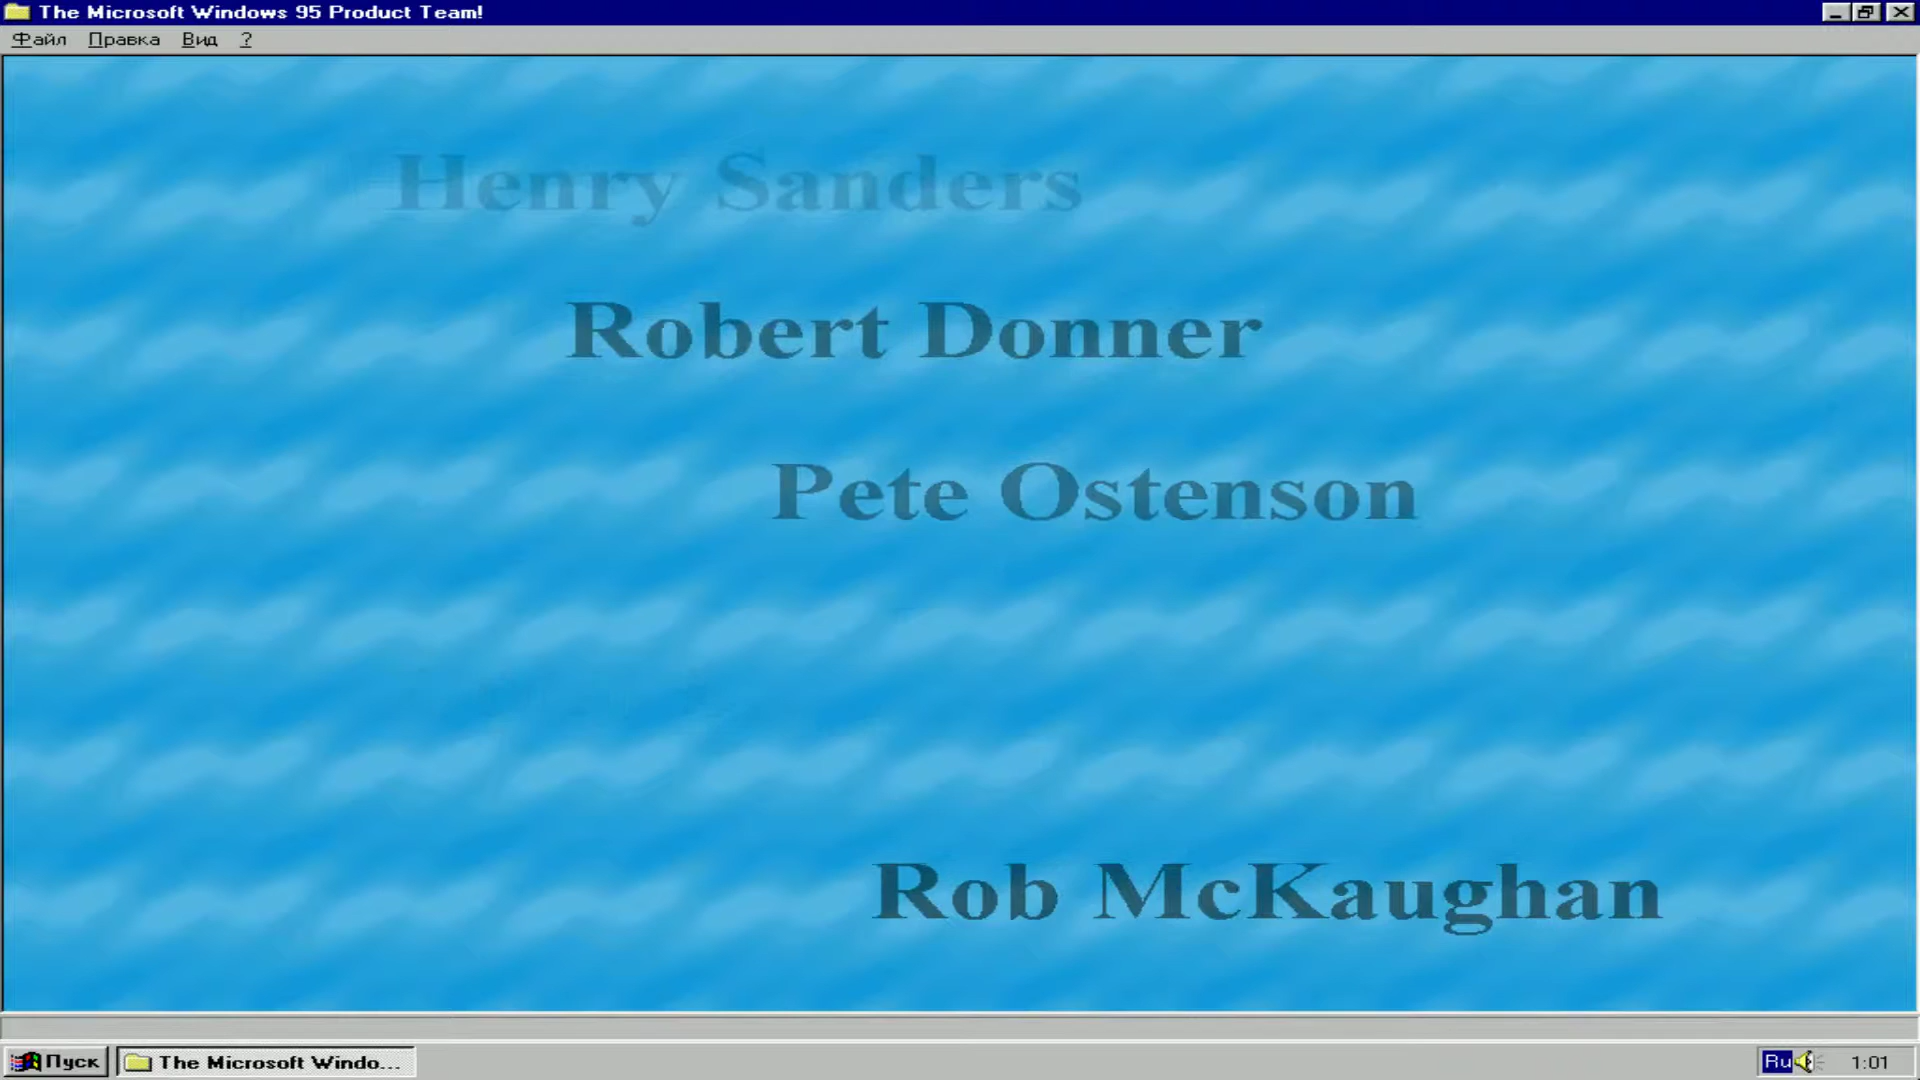 The Microsoft Windows 95 Product Team!
Файл Правка Вид ?
Henry Sanders
Robert Donner
Pete Ostenson
Rob McKaughan
Пуск The Microsoft Windo... Ru 1:01